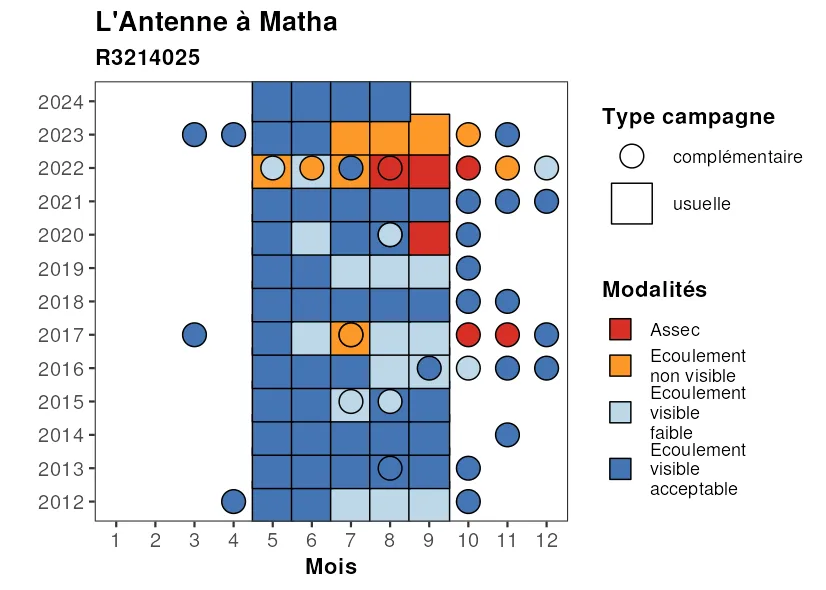 L'Antenne à Matha
R3214025
2024
2023
2022
2021
2020
2019
2018
2017
2016
2015
2014
2013
2012
1 2 3 4 5 6 7 8 9 10 11 12
Mois
Type campagne
complémentaire
usuelle
Modalités
Assec
Ecoulement
non visible
Ecoulement
visible
faible
Ecoulement
visible
acceptable